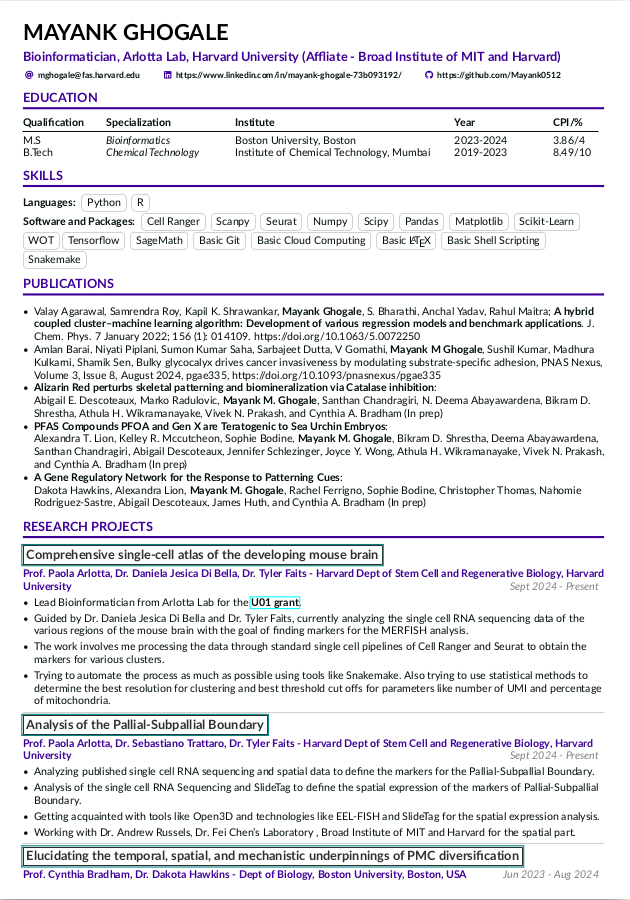 MAYANK GHOGALE
Bioinformatician, Arlotta Lab, Harvard University (Affliate - Broad Institute of MIT and Harvard)
mghogale@fas.harvard.edu https://www.linkedin.com/in/mayank-ghogale-73b093192/ https://github.com/Mayank0512
EDUCATION
Qualification Specialization Institute Year CPI/%
M.S Bioinformatics Boston University, Boston 2023-2024 3.86/4
B.Tech Chemical Technology Institute of Chemical Technology, Mumbai 2019-2023 8.49/10
SKILLS
Languages: Python R
Software and Packages: Cell Ranger Scanpy Seurat Numpy Scipy Pandas Matplotlib Scikit-Learn
WOT Tensorflow SageMath Basic Git Basic Cloud Computing Basic LATEX Basic Shell Scripting
Snakemake
PUBLICATIONS
• Valay Agarawal, Samrendra Roy, Kapil K. Shrawankar, Mayank Ghogale, S. Bharathi, Anchal Yadav, Rahul Maitra; A hybrid
coupled cluster–machine learning algorithm: Development of various regression models and benchmark applications. J.
Chem. Phys. 7 January 2022; 156 (1): 014109. https://doi.org/10.1063/5.0072250
• Amlan Barai, Niyati Piplani, Sumon Kumar Saha, Sarbajeet Dutta, V Gomathi, Mayank M Ghogale, Sushil Kumar, Madhura
Kulkami, Shamik Sen, Bulky glycocalyx drives cancer invasiveness by modulating substrate-specific adhesion, PNAS Nexus,
Volume 3, Issue 8, August 2024, pgae335, https://doi.org/10.1093/pnasnexus/pgae335
• Alizarin Red perturbs skeletal patterning and biomineralization via Catalase inhibition:
Abigail E. Descoteaux, Marko Radulovic, Mayank M. Ghogale, Santhan Chandragiri, N. Deema Abayawardena, Bikram D.
Shrestha, Athula H. Wikramanayake, Vivek N. Prakash, and Cynthia A. Bradham (In prep)
• PFAS Compounds PFOA and Gen X are Teratogenic to Sea Urchin Embryos:
Alexandra T. Lion, Kelley R. Mccutcheon, Sophie Bodine, Mayank M. Ghogale, Bikram D. Shrestha, Deema Abayawardena,
Santhan Chandragiri, Abigail Descoteaux, Jennifer Schlezinger, Joyce Y. Wong, Athula H. Wikramanayake, Vivek N. Prakash,
and Cynthia A. Bradham (In prep)
• A Gene Regulatory Network for the Response to Patterning Cues:
Dakota Hawkins, Alexandra Lion, Mayank M. Ghogale, Rachel Ferrigno, Sophie Bodine, Christopher Thomas, Nahomie
Rodriguez-Sastre, Abigail Descoteaux, James Huth, and Cynthia A. Bradham (In prep)
RESEARCH PROJECTS
Comprehensive single-cell atlas of the developing mouse brain
Prof. Paola Arlotta, Dr. Daniela Jesica Di Bella, Dr. Tyler Faits - Harvard Dept of Stem Cell and Regenerative Biology, Harvard
University Sept 2024 - Present
• Lead Bioinformatician from Arlotta Lab for the U01 grant.
• Guided by Dr. Daniela Jesica Di Bella and Dr. Tyler Faits, currently analyzing the single cell RNA sequencing data of the
various regions of the mouse brain with the goal of finding markers for the MERFISH analysis.
• The work involves me processing the data through standard single cell pipelines of Cell Ranger and Seurat to obtain the
markers for various clusters.
• Trying to automate the process as much as possible using tools like Snakemake. Also trying to use statistical methods to
determine the best resolution for clustering and best threshold cut offs for parameters like number of UMI and percentage
of mitochondria.
Analysis of the Pallial-Subpallial Boundary
Prof. Paola Arlotta, Dr. Sebastiano Trattaro, Dr. Tyler Faits - Harvard Dept of Stem Cell and Regenerative Biology, Harvard
University Sept 2024 - Present
• Analyzing published single cell RNA sequencing and spatial data to define the markers for the Pallial-Subpallial Boundary.
• Analysis of the single cell RNA Sequencing and SlideTag to define the spatial expression of the markers of Pallial-Subpallial
Boundary.
• Getting acquainted with tools like Open3D and technologies like EEL-FISH and SlideTag for the spatial expression analysis.
• Working with Dr. Andrew Russels, Dr. Fei Chen's Laboratory , Broad Institute of MIT and Harvard for the spatial part.
Elucidating the temporal, spatial, and mechanistic underpinnings of PMC diversification
Prof. Cynthia Bradham, Dr. Dakota Hawkins - Dept of Biology, Boston University, Boston, USA Jun 2023 - Aug 2024